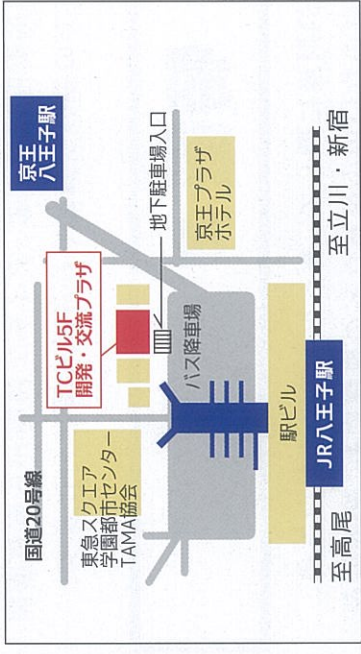 国道20号線
京王
八王子駅
TCビル5F
開発・交流プラザ
地下駐車場入口
東急スクエア
学園都市センター
TAMA協会
京王プラザ
ホテル
バス降車場
駅ビル
至高尾
JR八王子駅
至立川・新宿